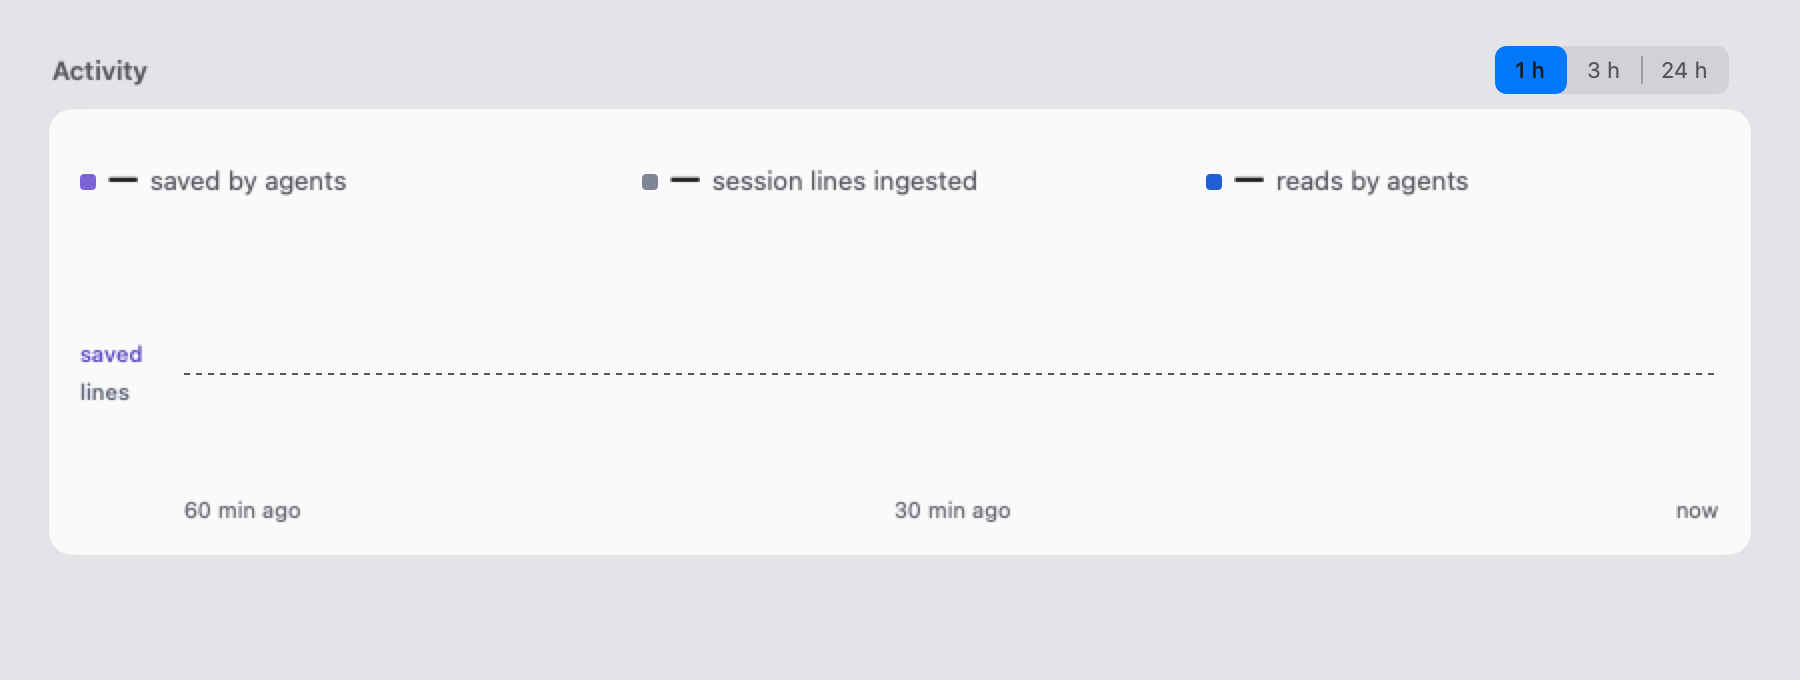 Activity
1 h
3 h
24 h
— saved by agents
— session lines ingested
— reads by agents
saved
lines
60 min ago
30 min ago
now